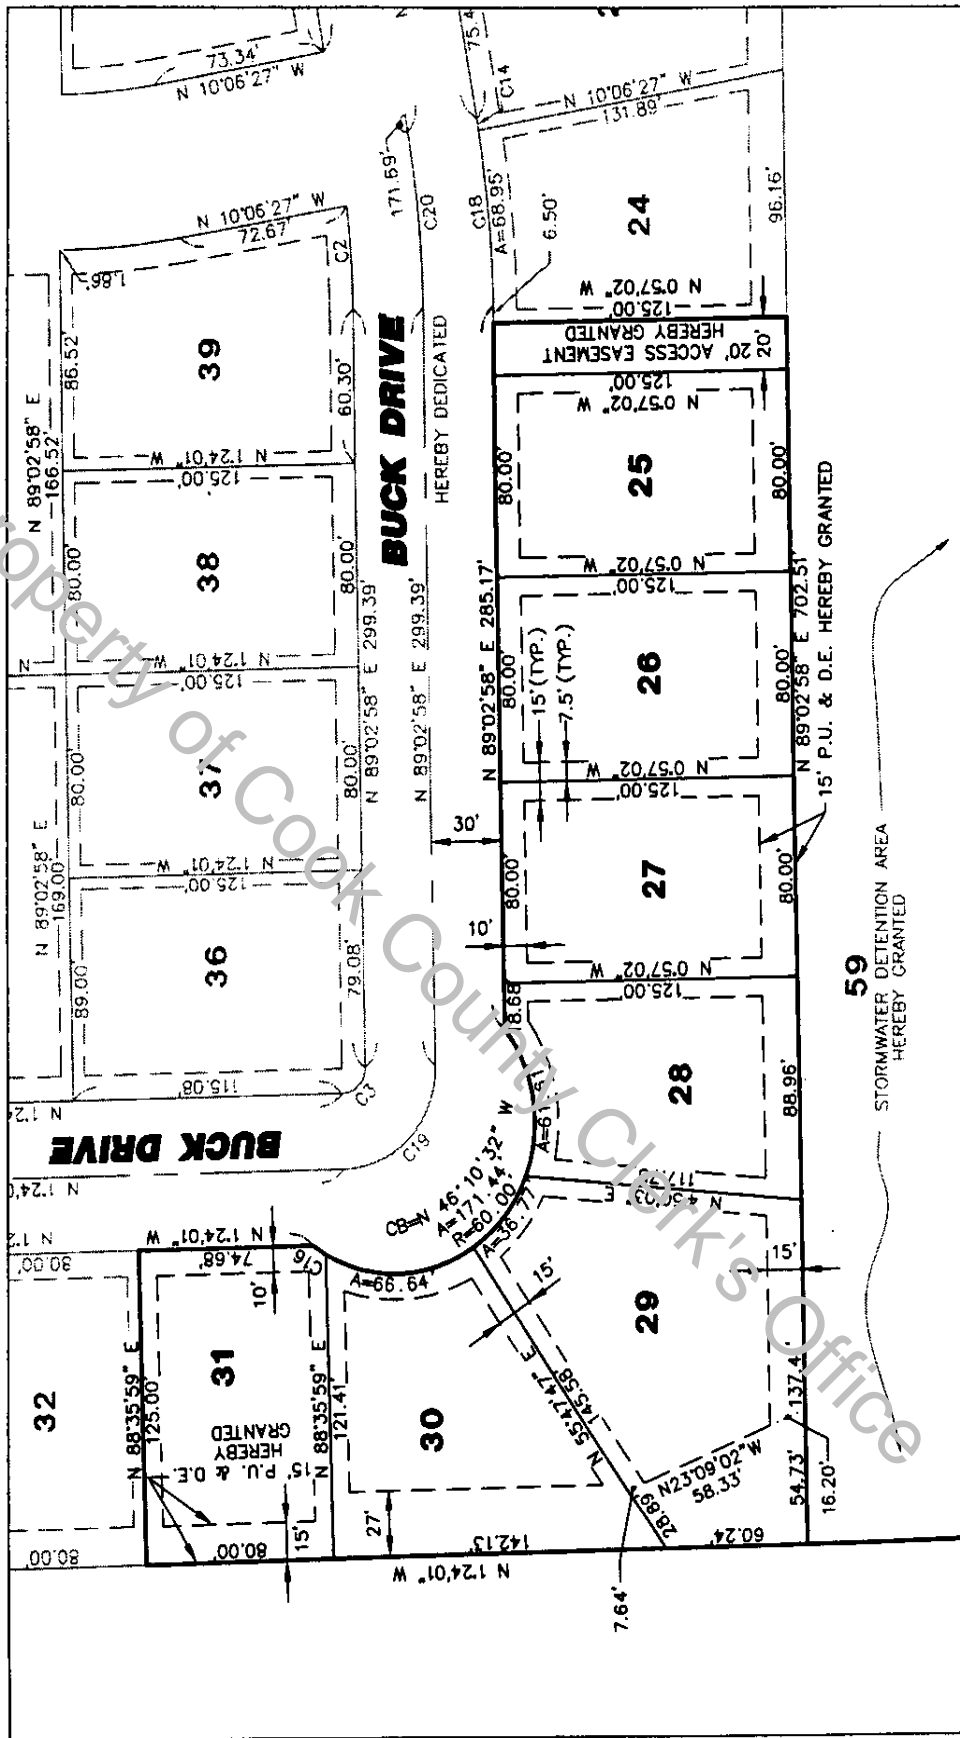 73.34'
N 10°06'27" W
75.4
C14
N 10°06'27" W
131.89'
171.69'
C20
C18
A=68.95'
24
96.16'
N 10°06'27" W
72.67'
C2
1.86'
6.50'
N 0°57'02" W
125.00'
20' ACCESS EASEMENT
HEREBY GRANTED
20'
125.00'
N 89°02'58" E
166.52'
86.52'
39
60.30'
BUCK DRIVE
HEREBY DEDICATED
N 0°57'02" W
80.00'
25
80.00'
N 1°24'01" W
125.00'
80.00'
38
80.00'
N 89°02'58" E 299.39'
N 89°02'58" E 299.39'
N 89°02'58" E 285.17'
N 0°57'02" W
125.00'
80.00'
26
80.00'
N 89°02'58" E 702.51'
15' P.U. & D.E. HEREBY GRANTED
15' (TYP.)
7.5' (TYP.)
N 1°24'01" W
125.00'
80.00'
37
80.00'
N 0°57'02" W
125.00'
30'
80.00'
27
80.00'
N 89°02'58" E
169.00'
N 1°24'01" W
125.00'
89.00'
36
79.08'
10'
N 0°57'02" W
125.00'
8.68'
28
88.96'
59
STORMWATER DETENTION AREA
HEREBY GRANTED
115.08'
C3
BUCK DRIVE
C19
CB=N 46°10'32" W
A=171.44'
R=60.00'
A=36.77'
N 1°24'01" W
74.68'
10'
C16
A=69.64'
15'
29
15'
137.4
54.73'
16.20'
80.00'
32
N 88°35'59" E
125.00'
31
15' P.U. & D.E.
HEREBY
GRANTED
N 88°35'59" E
121.41'
30
N 55°47'47" E
145.58'
N23°09'02"W
58.33'
28.89'
60.24'
80.00'
80.00'
15'
27'
142.13'
N 1°24'01" W
7.64'
Property of Cook County Clerk's Office